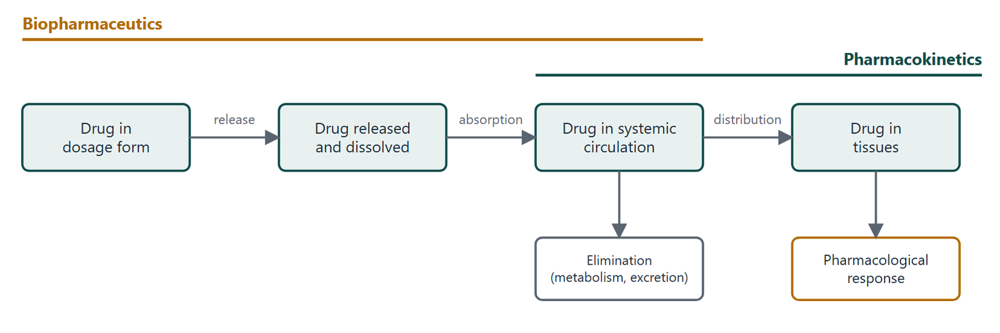 Biopharmaceutics
Pharmacokinetics
Drug in
dosage form
release
Drug released
and dissolved
absorption
Drug in systemic
circulation
distribution
Drug in
tissues
Elimination
(metabolism, excretion)
Pharmacological
response